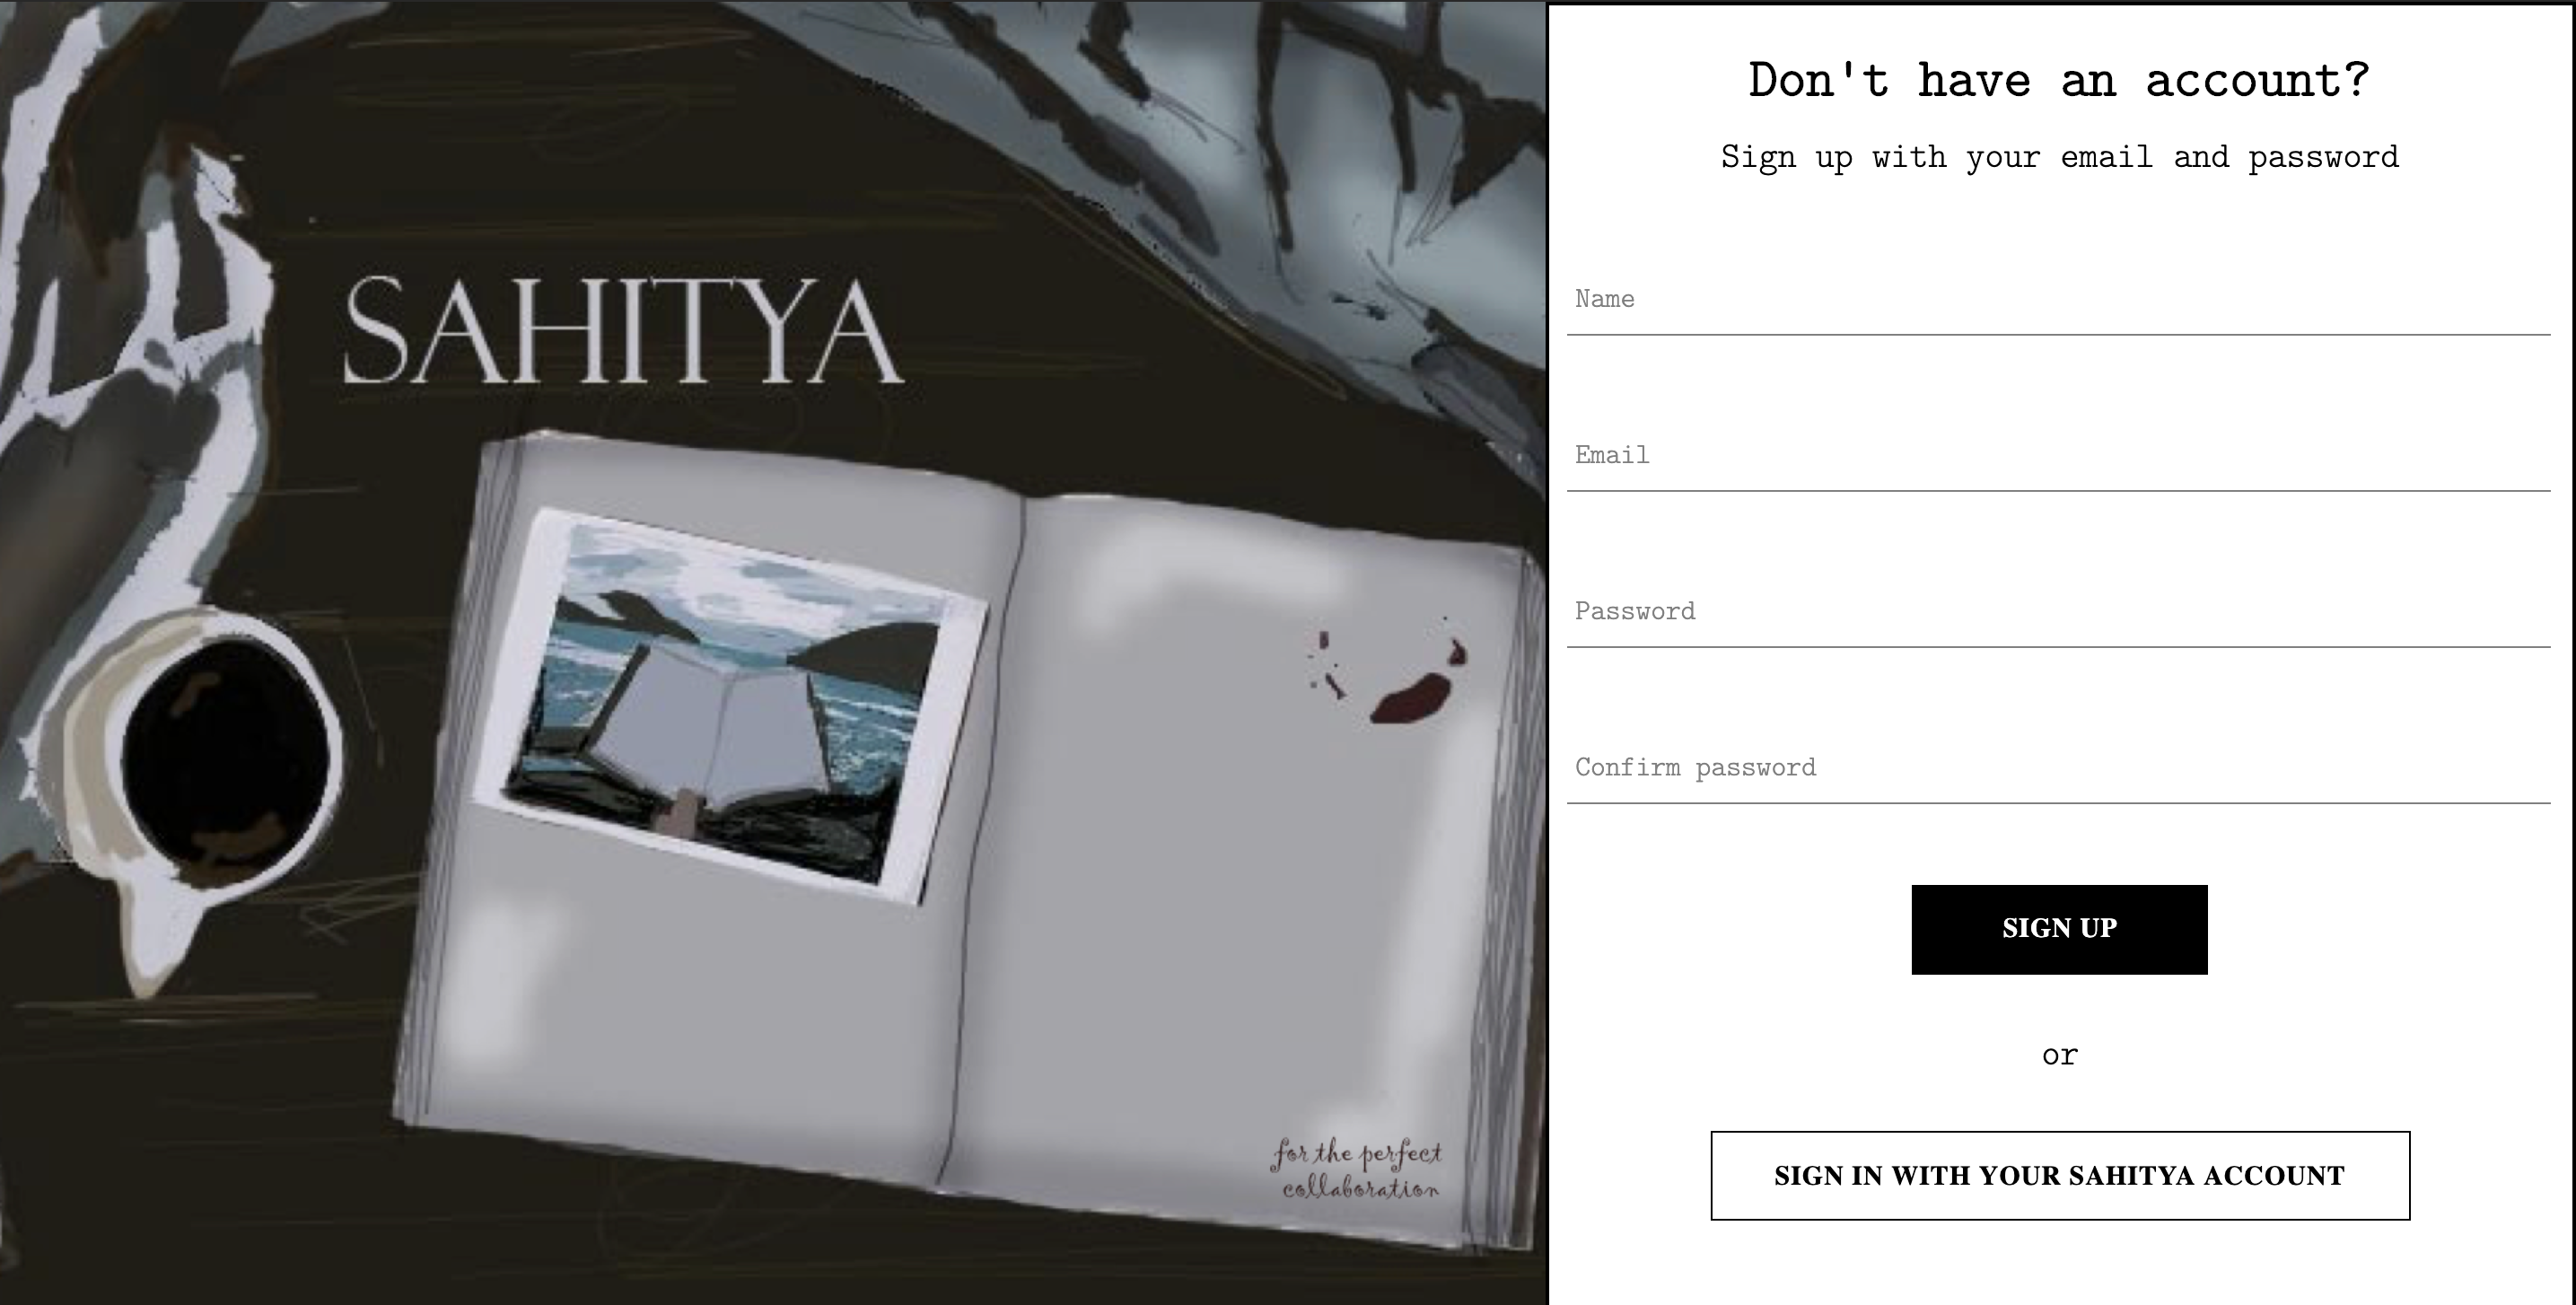 SAHITYA
for the perfect
collaboration
Don't have an account?
Sign up with your email and password
Name
Email
Password
Confirm password
SIGN UP
or
SIGN IN WITH YOUR SAHITYA ACCOUNT